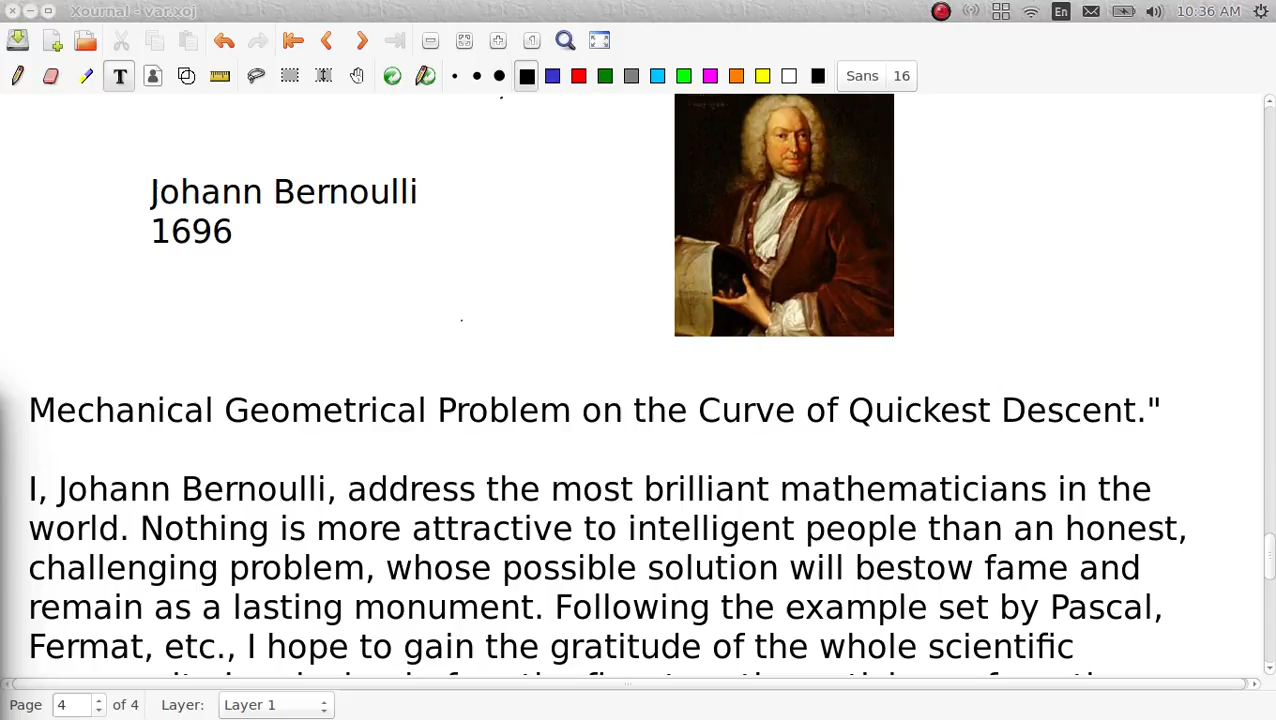 Xournal - var.xoj
En
10:36 AM
T
Sans 16
Johann Bernoulli
1696
Mechanical Geometrical Problem on the Curve of Quickest Descent."
I, Johann Bernoulli, address the most brilliant mathematicians in the
world. Nothing is more attractive to intelligent people than an honest,
challenging problem, whose possible solution will bestow fame and
remain as a lasting monument. Following the example set by Pascal,
Fermat, etc., I hope to gain the gratitude of the whole scientific
Page 4 of 4 Layer: Layer 1